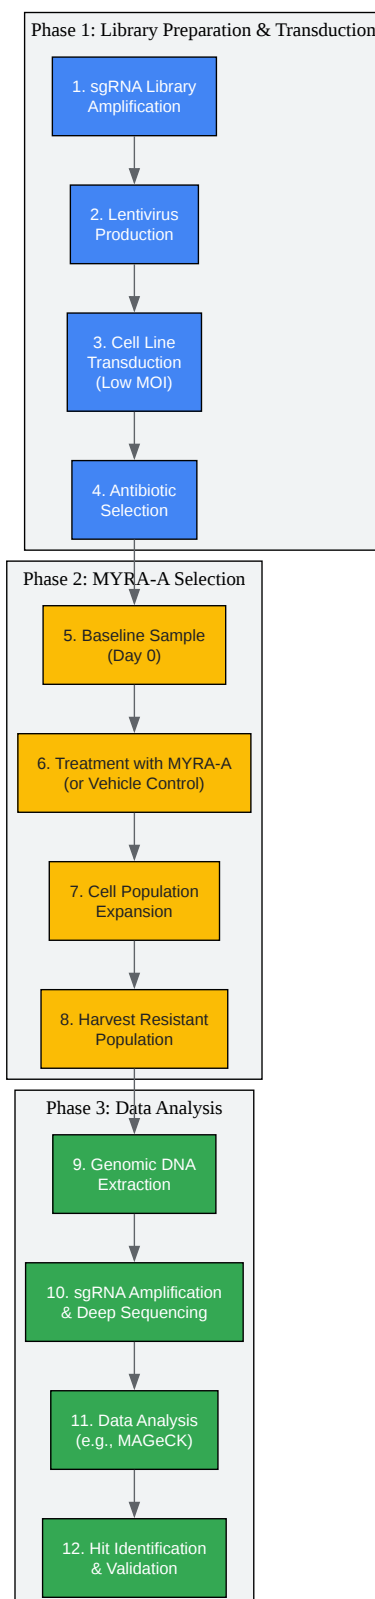 Phase 1: Library Preparation & Transduction
1. sgRNA Library
Amplification
2. Lentivirus
Production
3. Cell Line
Transduction
(Low MOI)
4. Antibiotic
Selection
Phase 2: MYRA-A Selection
5. Baseline Sample
(Day 0)
6. Treatment with MYRA-A
(or Vehicle Control)
7. Cell Population
Expansion
8. Harvest Resistant
Population
Phase 3: Data Analysis
9. Genomic DNA
Extraction
10. sgRNA Amplification
& Deep Sequencing
11. Data Analysis
(e.g., MAGeCK)
12. Hit Identification
& Validation